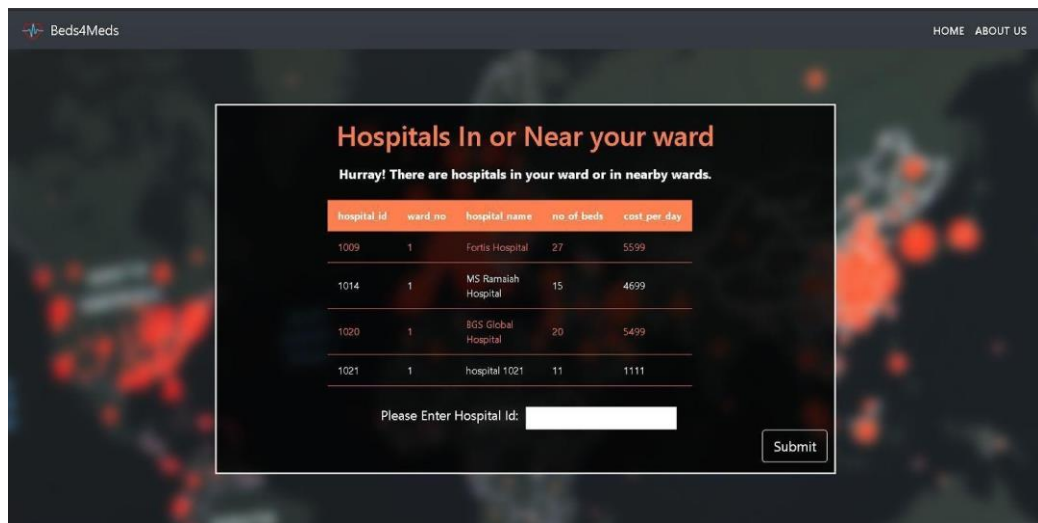 Beds4Meds HOME ABOUT US
Hospitals In or Near your ward
Hurray! There are hospitals in your ward or in nearby wards.
hospital id ward no hospital name no of beds cost per day
1009 1 Fortis Hospital 27 5599
1014 1 MS Ramaiah Hospital 15 4699
1020 1 BGS Global Hospital 20 5499
1021 1 hospital 1021 11 1111
Please Enter Hospital Id:
Submit